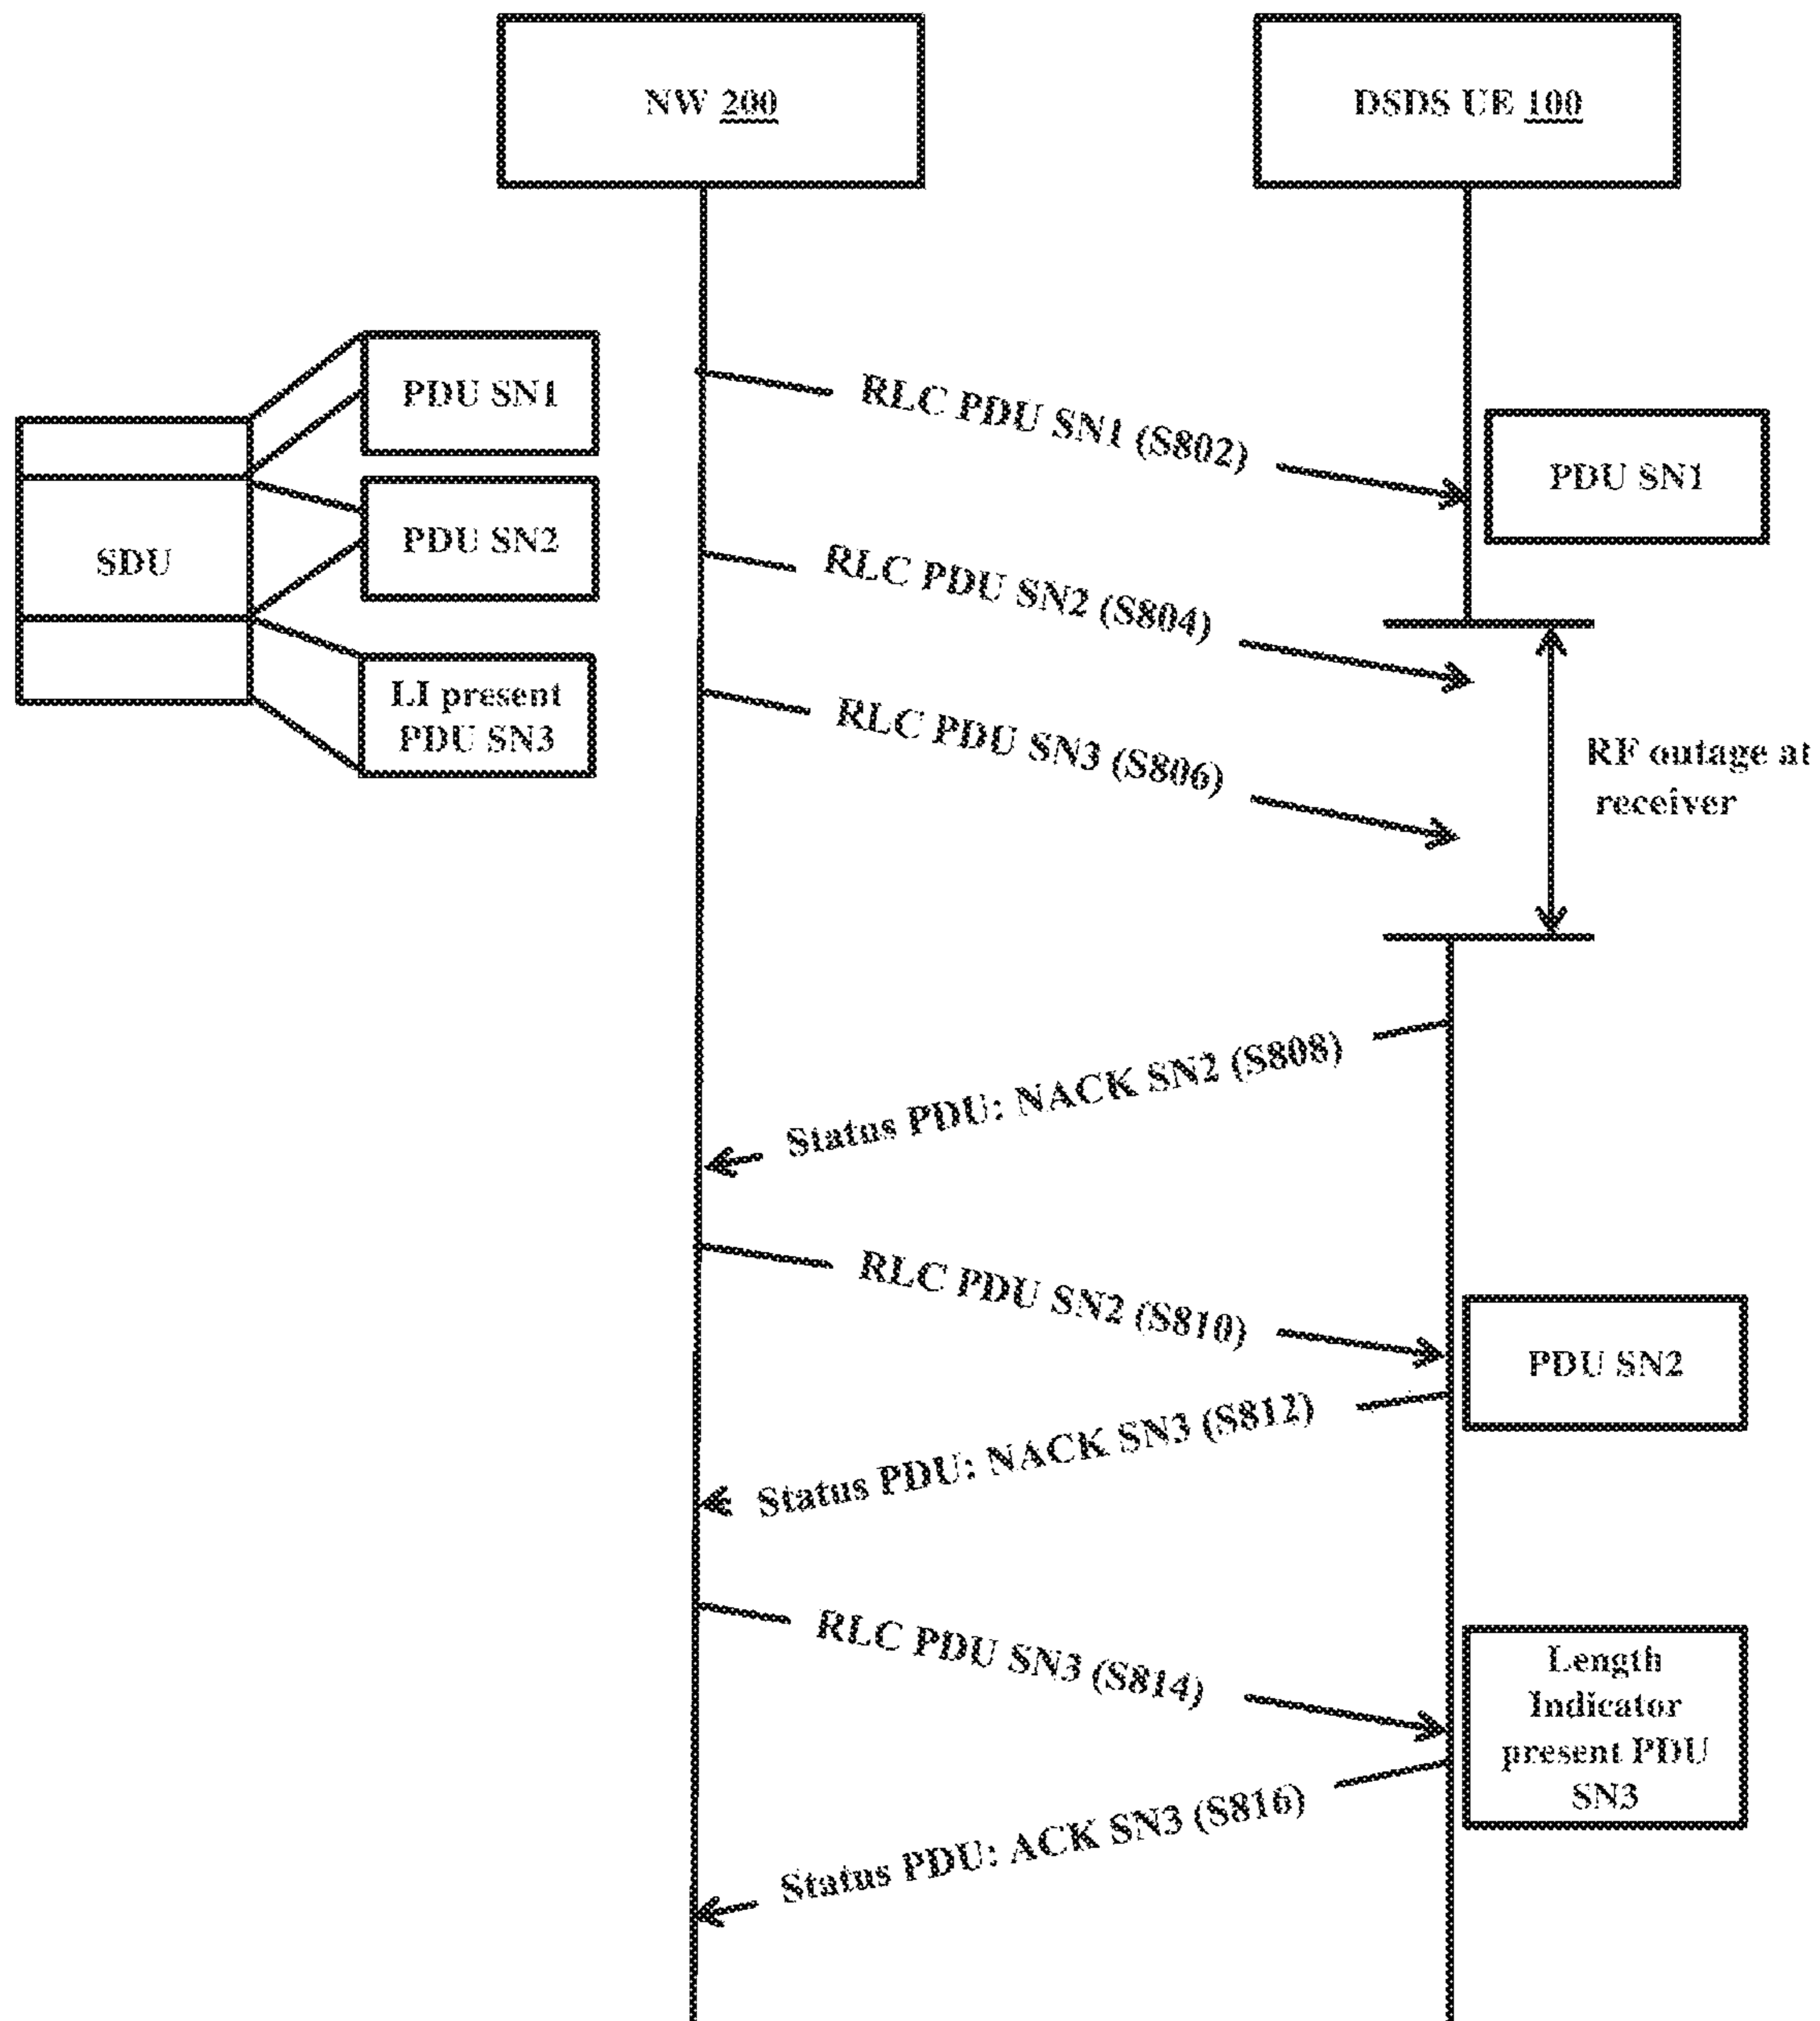 NW 200
DSDS UE 100
PDU SN1
RLC PDU SN1 (S802)
PDU SN1
SDU
PDU SN2
RLC PDU SN2 (S804)
LI present
PDU SN3
RLC PDU SN3 (S806)
RF outage at
receiver
Status PDU: NACK SN2 (S808)
RLC PDU SN2 (S810)
PDU SN2
Status PDU: NACK SN3 (S812)
RLC PDU SN3 (S814)
Length
Indicator
present PDU
SN3
Status PDU: ACK SN3 (S816)